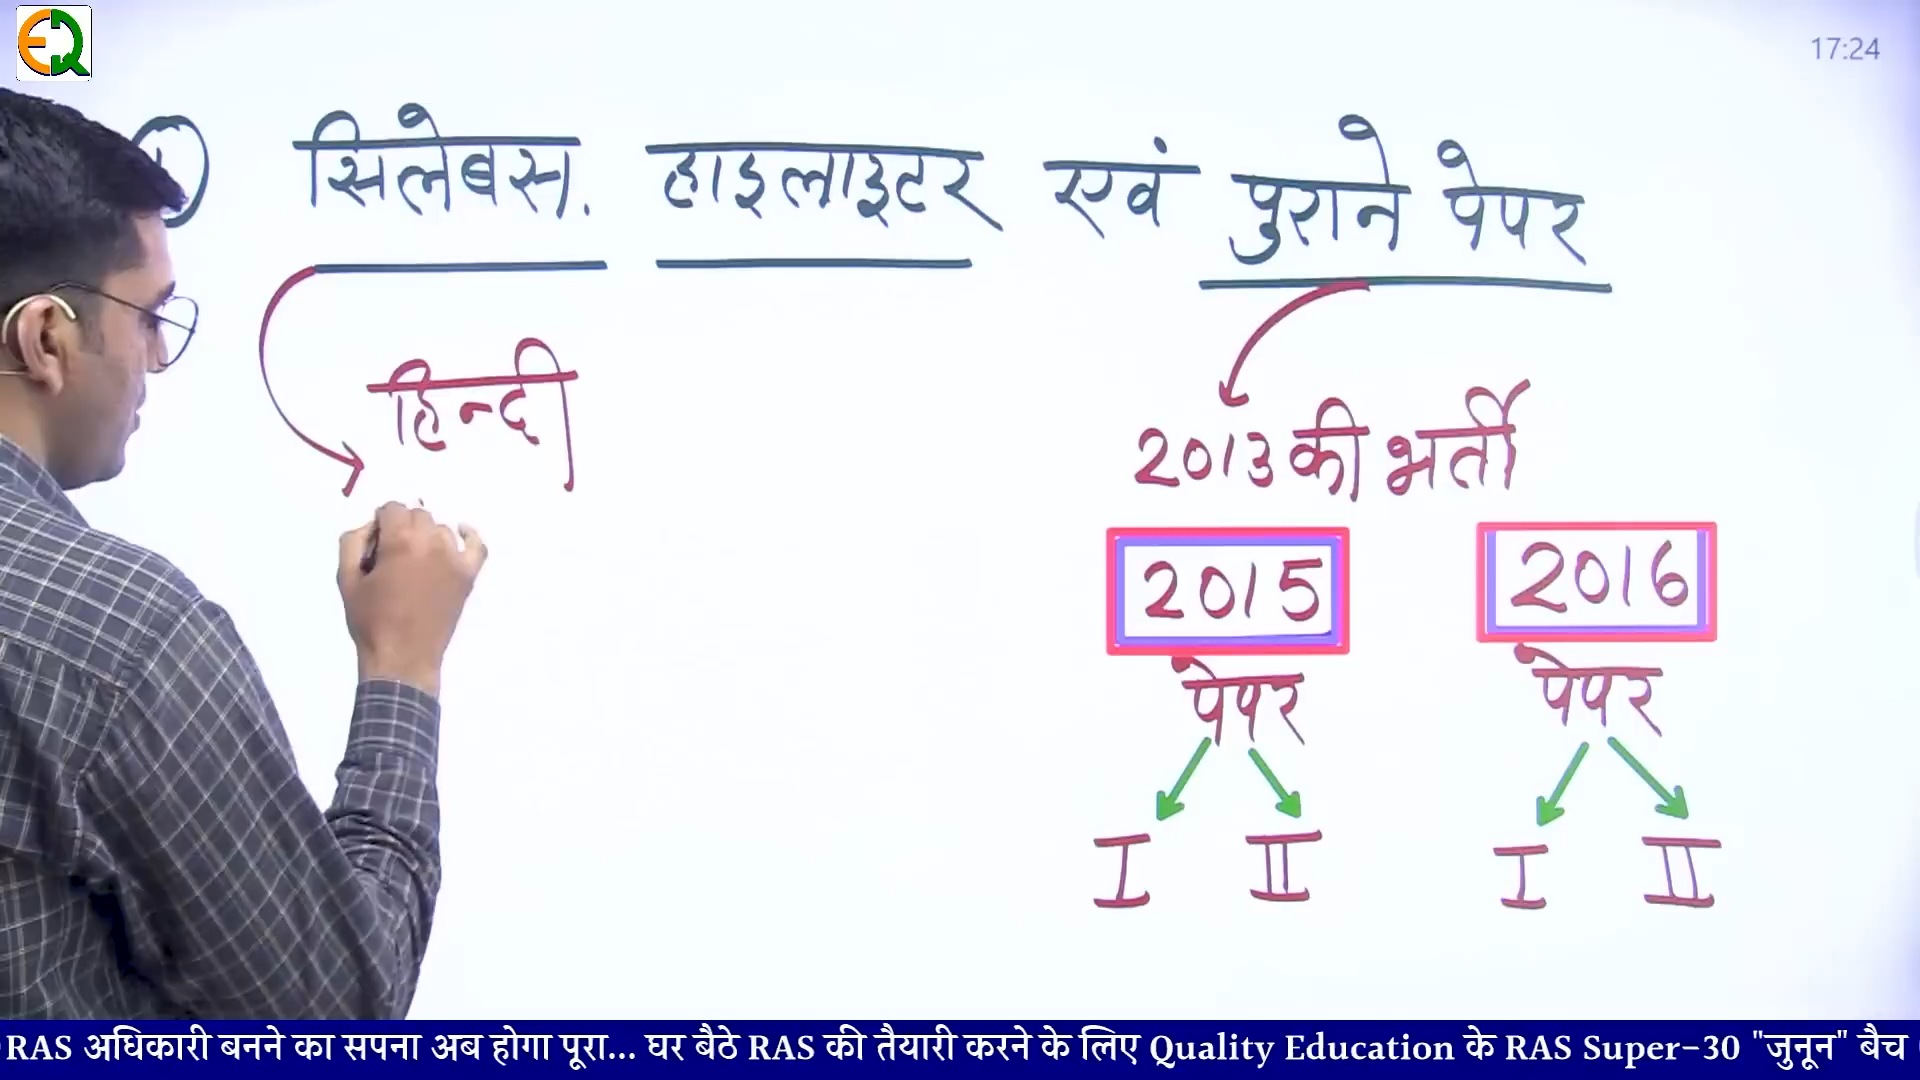 EQ
17:24
सिलेबस. हाइलाइटर एवं पुराने पेपर
हिन्दी
2013 की भर्ती
2015 2016
पेपर पेपर
I II I II
RAS अधिकारी बनने का सपना अब होगा पूरा... घर बैठे RAS की तैयारी करने के लिए Quality Education के RAS Super-30 "जुनून" बैच